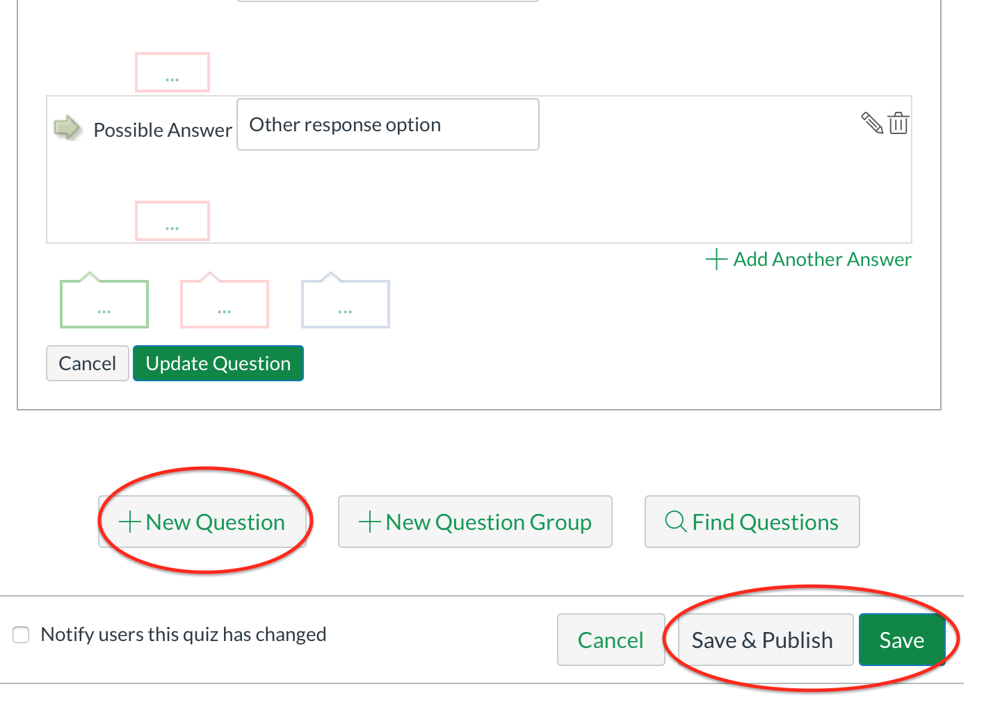 ...
Possible Answer Other response option
...
+ Add Another Answer
... ... ...
Cancel Update Question
+ New Question + New Question Group Find Questions
Notify users this quiz has changed Cancel Save & Publish Save